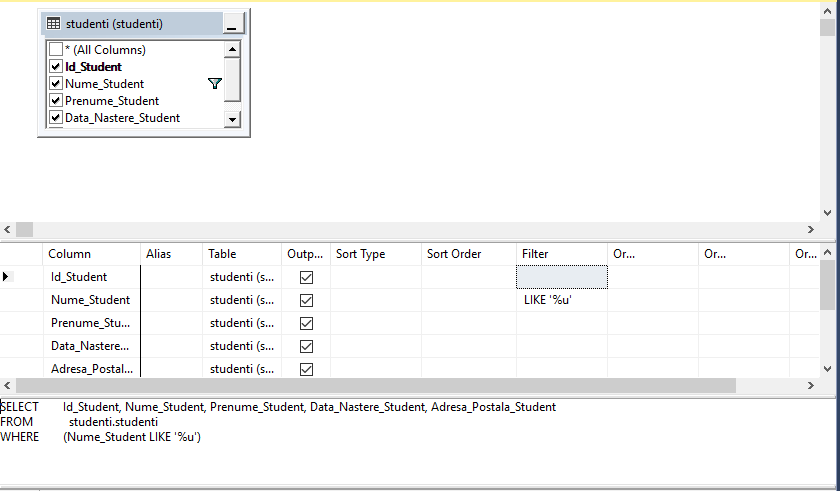 studenti (studenti)
* (All Columns)
Id_Student
Nume_Student
Prenume_Student
Data_Nastere_Student
Column Alias Table Outp... Sort Type Sort Order Filter Or... Or... Or...
Id_Student studenti (s...
Nume_Student studenti (s... LIKE '%u'
Prenume_Stu... studenti (s...
Data_Nastere... studenti (s...
Adresa_Postal... studenti (s...
SELECT Id_Student, Nume_Student, Prenume_Student, Data_Nastere_Student, Adresa_Postala_Student
FROM studenti.studenti
WHERE (Nume_Student LIKE '%u')